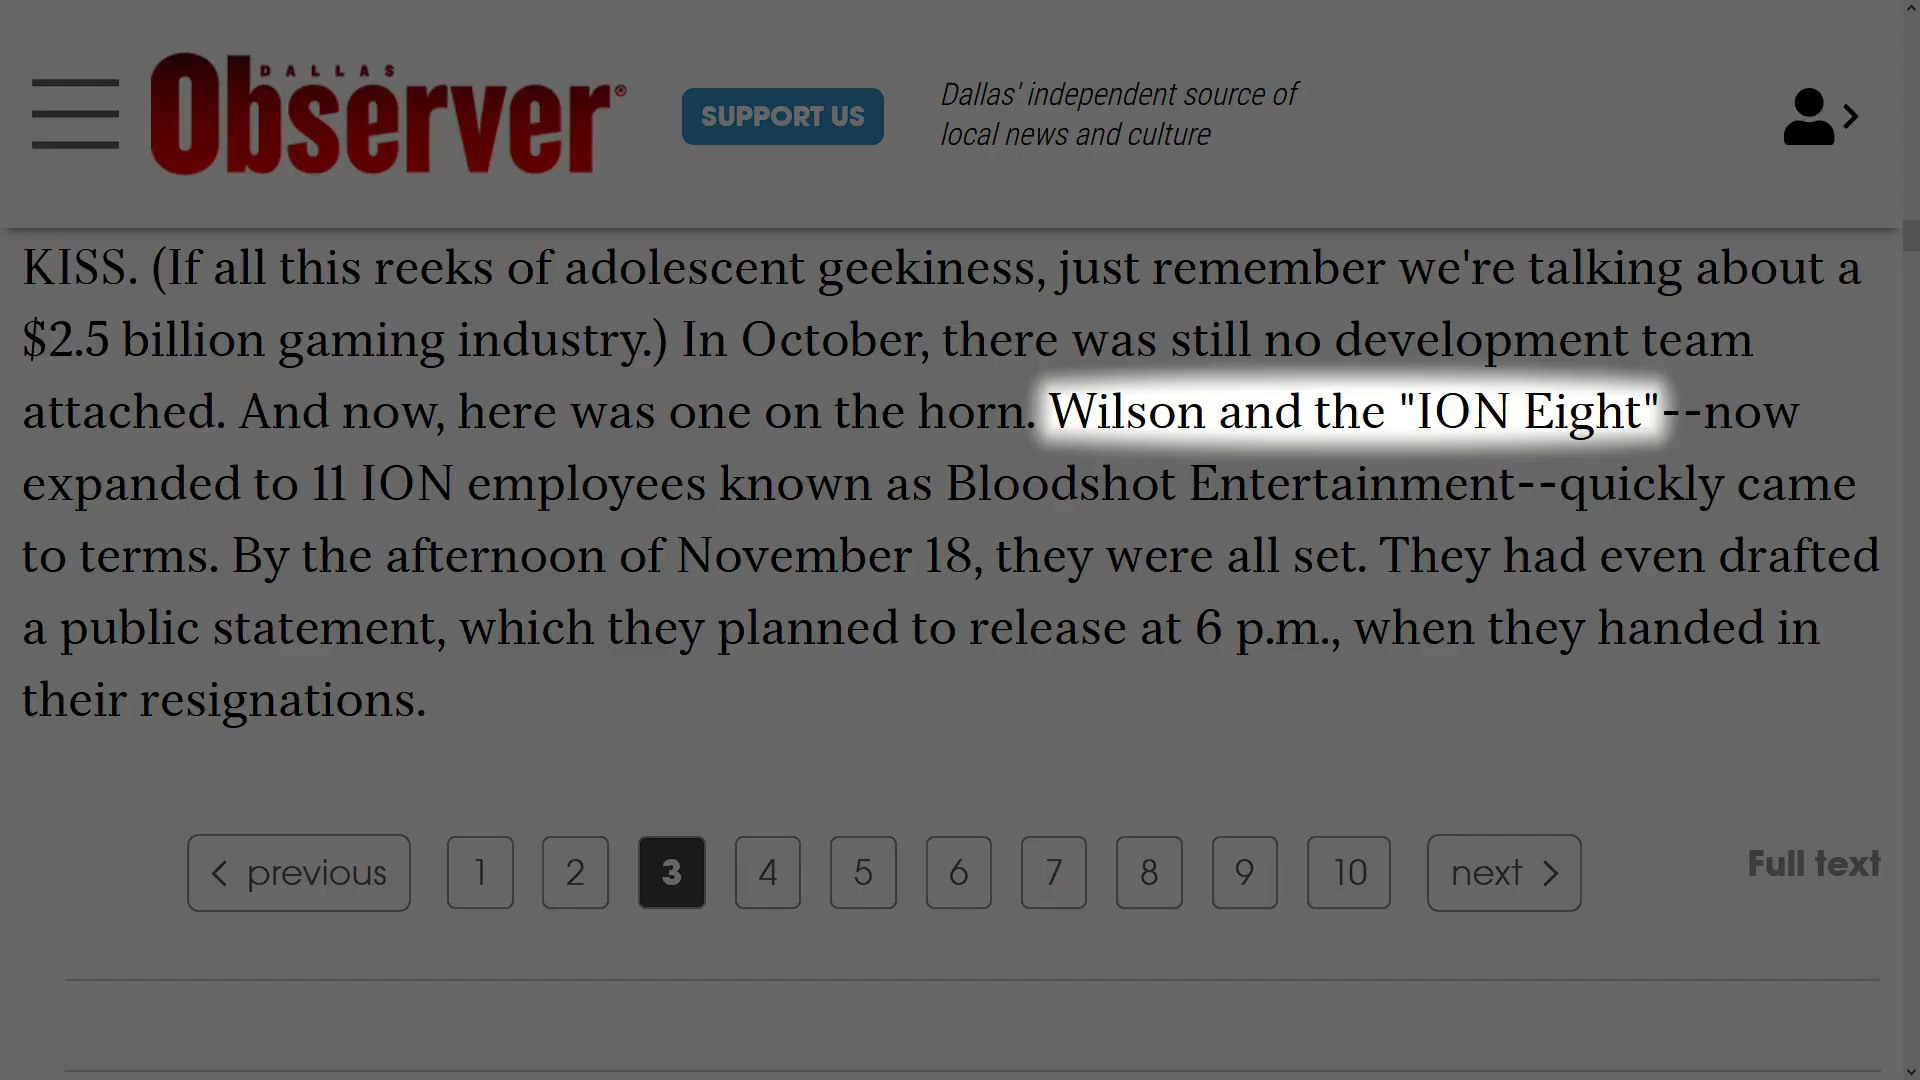 DALLAS
Observer®
SUPPORT US
Dallas' independent source of
local news and culture
KISS. (If all this reeks of adolescent geekiness, just remember we're talking about a
$2.5 billion gaming industry.) In October, there was still no development team
attached. And now, here was one on the horn. Wilson and the "ION Eight"--now
expanded to 11 ION employees known as Bloodshot Entertainment--quickly came
to terms. By the afternoon of November 18, they were all set. They had even drafted
a public statement, which they planned to release at 6 p.m., when they handed in
their resignations.
previous 1 2 3 4 5 6 7 8 9 10 next
Full text